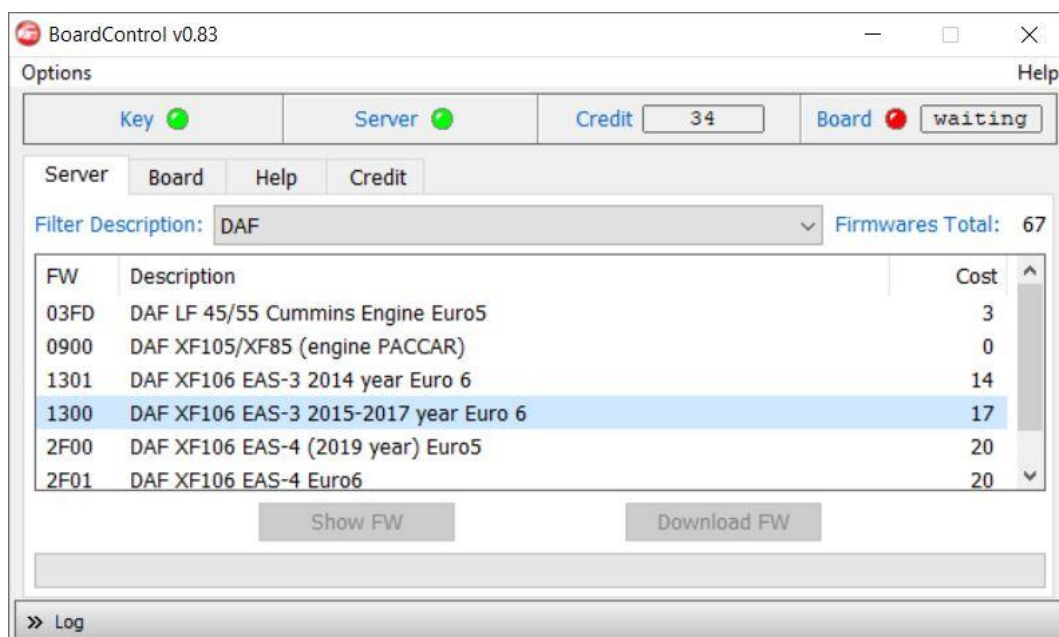 BoardControl v0.83
Options Help
Key Server Credit 34 Board waiting
Server Board Help Credit
Filter Description: DAF Firmwares Total: 67
FW Description Cost
03FD DAF LF 45/55 Cummins Engine Euro5 3
0900 DAF XF105/XF85 (engine PACCAR) 0
1301 DAF XF106 EAS-3 2014 year Euro 6 14
1300 DAF XF106 EAS-3 2015-2017 year Euro 6 17
2F00 DAF XF106 EAS-4 (2019 year) Euro5 20
2F01 DAF XF106 EAS-4 Euro6 20
Show FW Download FW
» Log